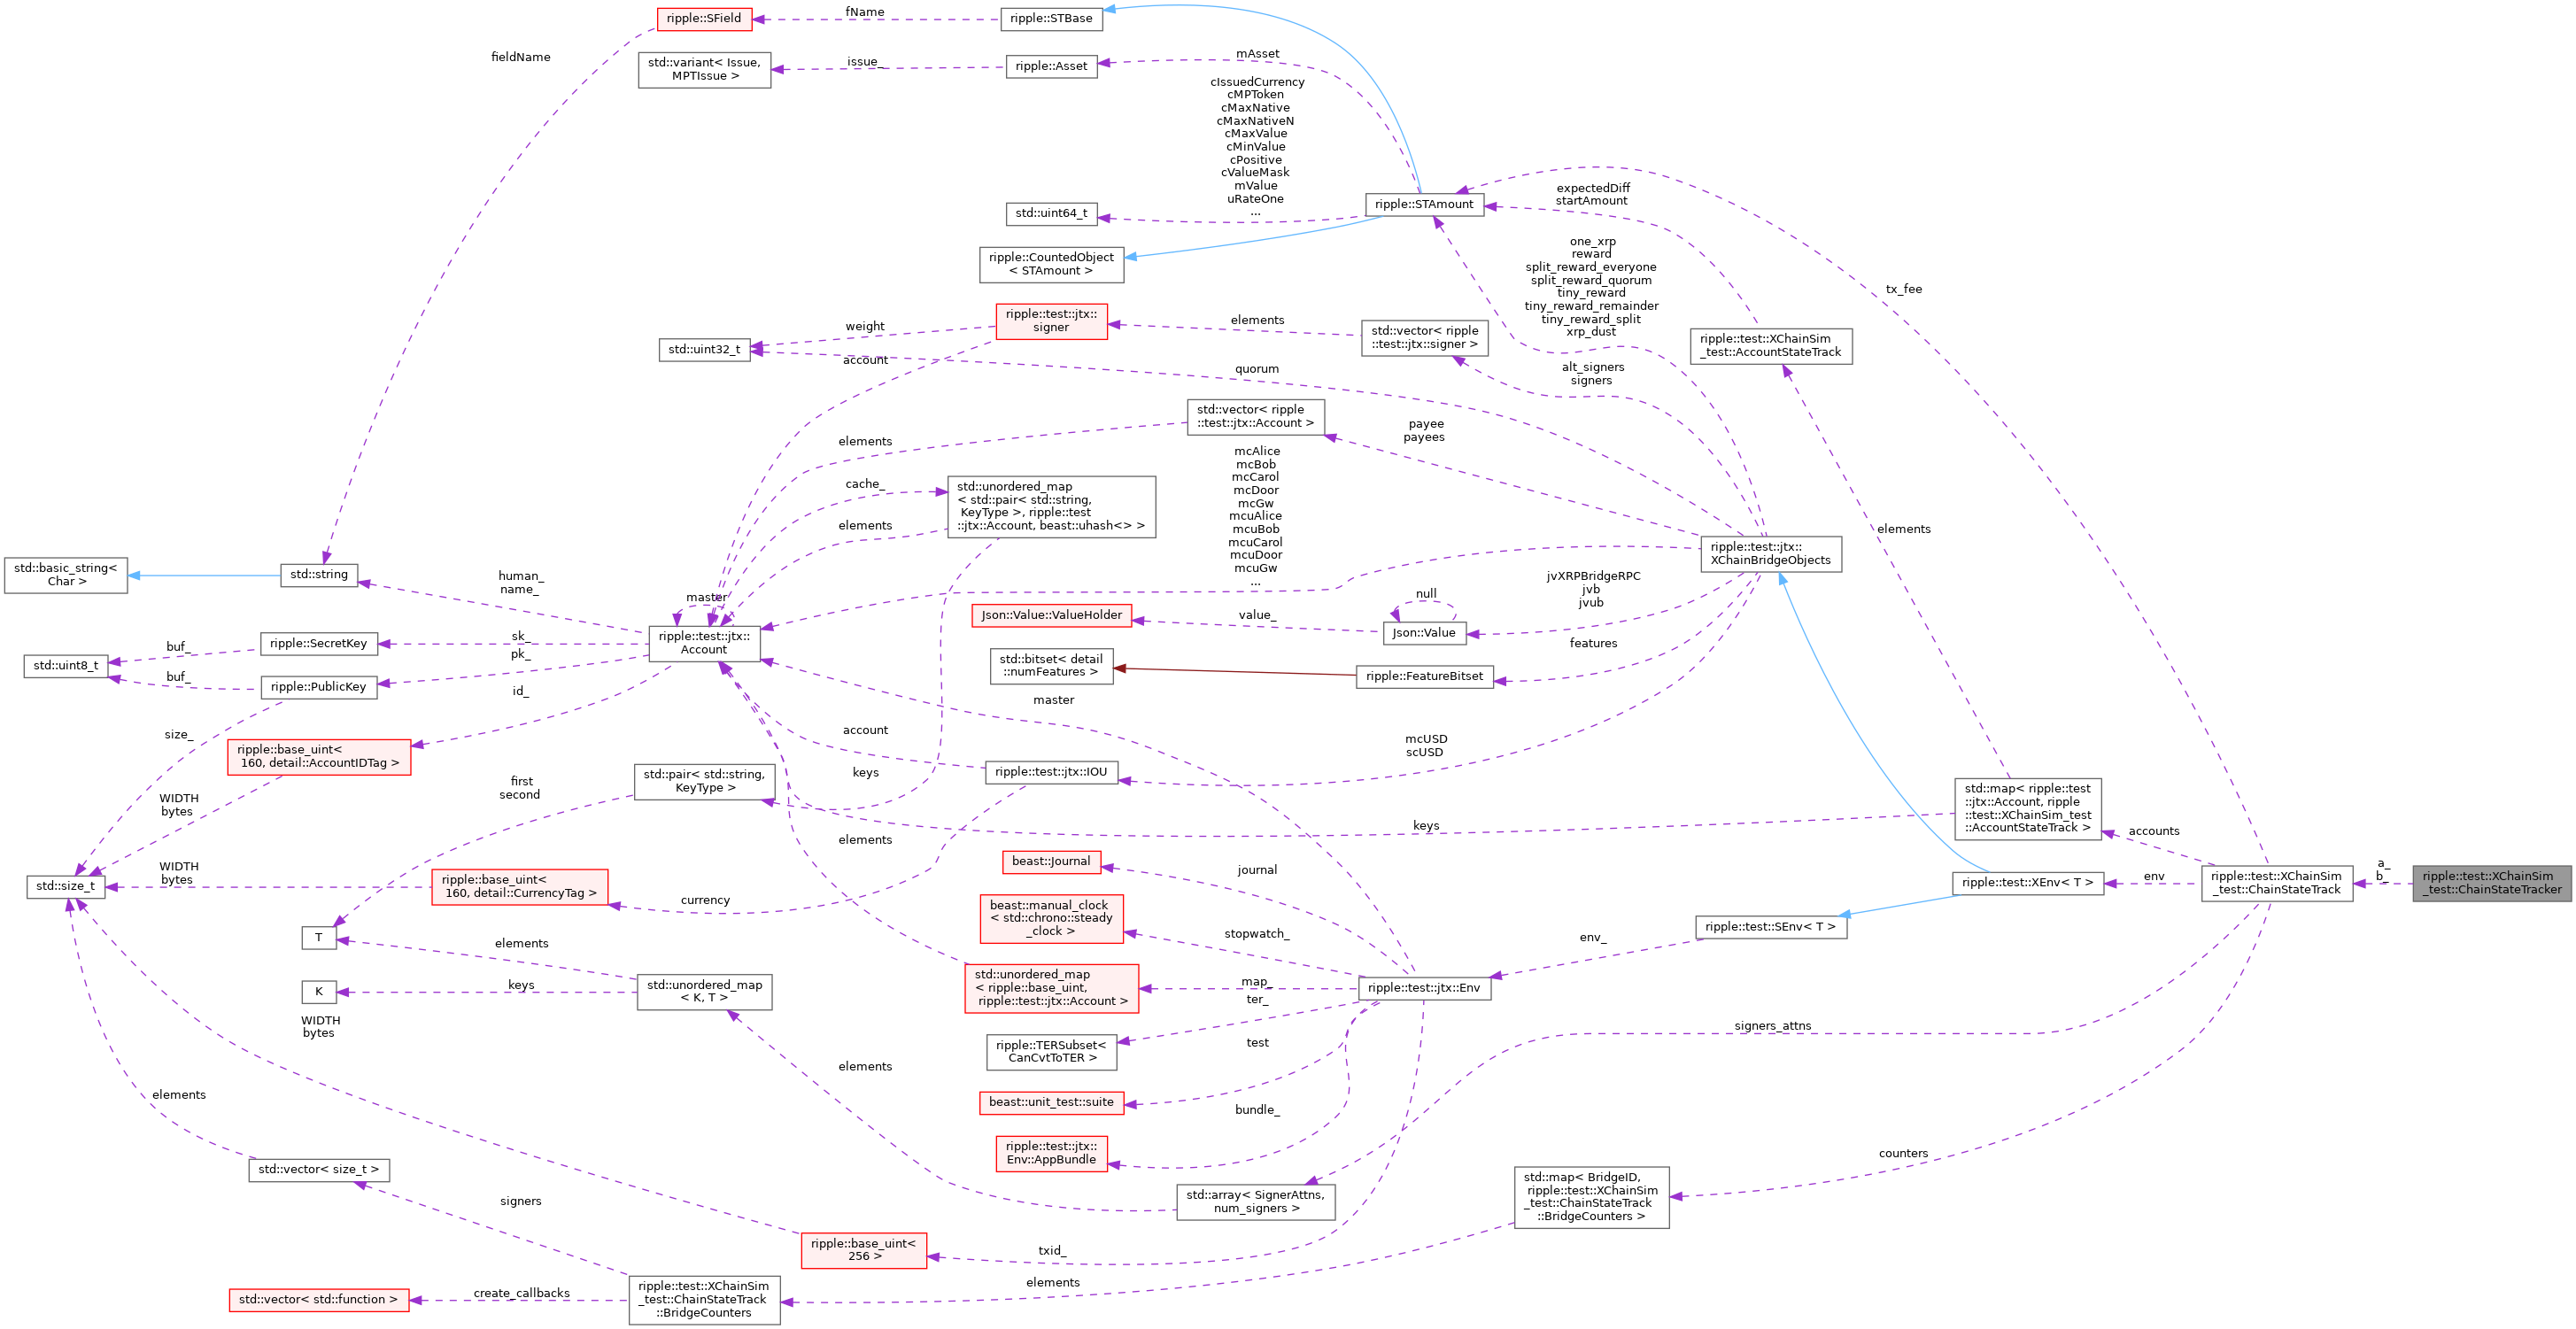 ripple::SField
fName
ripple::STBase
fieldName
std::variant< Issue,
MPTIssue >
issue_
ripple::Asset
mAsset
cIssuedCurrency
cMPToken
cMaxNative
cMaxNativeN
cMaxValue
cMinValue
cPositive
cValueMask
mValue
uRateOne
...
std::uint64_t
ripple::STAmount
expectedDiff
startAmount
ripple::CountedObject
< STAmount >
one_xrp
reward
split_reward_everyone
split_reward_quorum
tiny_reward
tiny_reward_remainder
tiny_reward_split
xrp_dust
tx_fee
ripple::test::jtx::
signer
weight
std::uint32_t
account
elements
std::vector< ripple
::test::jtx::signer >
ripple::test::XChainSim
_test::AccountStateTrack
quorum
alt_signers
signers
std::vector< ripple
::test::jtx::Account >
elements
payee
payees
cache_
elements
std::unordered_map
< std::pair< std::string,
KeyType >, ripple::test
::jtx::Account, beast::uhash<> >
mcAlice
mcBob
mcCarol
mcDoor
mcGw
mcuAlice
mcuBob
mcuCarol
mcuDoor
mcuGw
...
elements
ripple::test::jtx::
XChainBridgeObjects
std::basic_string<
Char >
std::string
human_
name_
master
jvXRPBridgeRPC
jvb
jvub
null
Json::Value::ValueHolder
value_
Json::Value
ripple::test::jtx::
Account
sk_
pk_
id_
ripple::SecretKey
buf_
std::uint8_t
buf_
ripple::PublicKey
std::bitset< detail
::numFeatures >
ripple::FeatureBitset
features
master
size_
ripple::base_uint<
160, detail::AccountIDTag >
account
mcUSD
scUSD
keys
ripple::test::jtx::IOU
first
second
std::pair< std::string,
KeyType >
WIDTH
bytes
std::map< ripple::test
::jtx::Account, ripple
::test::XChainSim_test
::AccountStateTrack >
keys
accounts
elements
beast::Journal
journal
WIDTH
bytes
std::size_t
ripple::base_uint<
160, detail::CurrencyTag >
currency
ripple::test::XEnv< T >
env
ripple::test::XChainSim
_test::ChainStateTrack
a_
b_
ripple::test::XChainSim
_test::ChainStateTracker
beast::manual_clock
< std::chrono::steady
_clock >
stopwatch_
ripple::test::SEnv< T >
env_
T
elements
K
keys
std::unordered_map
< K, T >
std::unordered_map
< ripple::base_uint,
ripple::test::jtx::Account >
map_
ter_
ripple::test::jtx::Env
WIDTH
bytes
signers_attns
ripple::TERSubset<
CanCvtToTER >
test
elements
elements
beast::unit_test::suite
bundle_
ripple::test::jtx::
Env::AppBundle
counters
std::vector< size_t >
signers
std::array< SignerAttns,
num_signers >
std::map< BridgeID,
ripple::test::XChainSim
_test::ChainStateTrack
::BridgeCounters >
ripple::base_uint<
256 >
txid_
elements
std::vector< std::function >
create_callbacks
ripple::test::XChainSim
_test::ChainStateTrack
::BridgeCounters